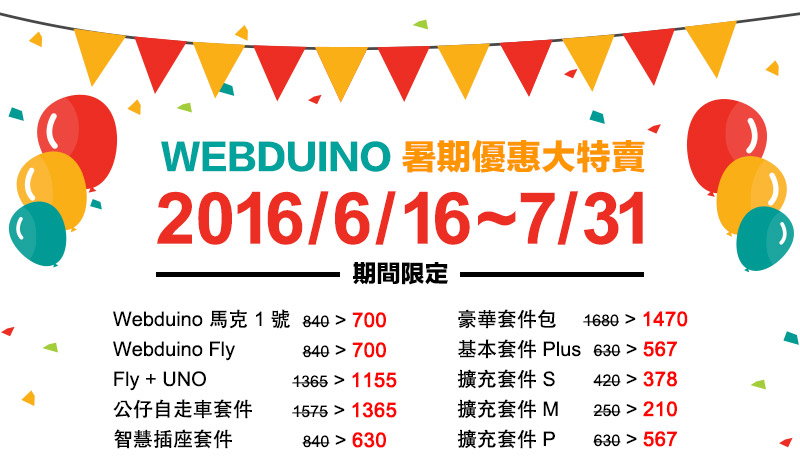 WEBDUINO 暑期優惠大特賣
2016/6/16~7/31
期間限定
Webduino 馬克 1 號 840 > 700
Webduino Fly 840 > 700
Fly + UNO 1365 > 1155
公仔自走車套件 1575 > 1365
智慧插座套件 840 > 630
豪華套件包 1680 > 1470
基本套件 Plus 630 > 567
擴充套件 S 420 > 378
擴充套件 M 250 > 210
擴充套件 P 630 > 567